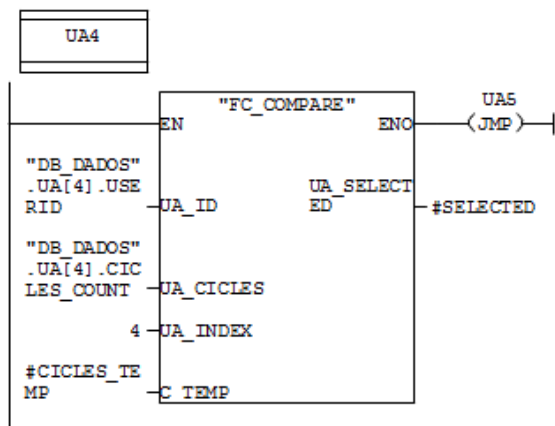 UA4
"FC_COMPARE"
UA5
EN
ENO
(JMP)
"DB_DADOS"
.UA[4].USE
RID
UA_ID
UA_SELECT
ED
#SELECTED
"DB_DADOS"
.UA[4].CIC
LES_COUNT
UA_CICLES
4
UA_INDEX
#CICLES_TE
MP
C_TEMP